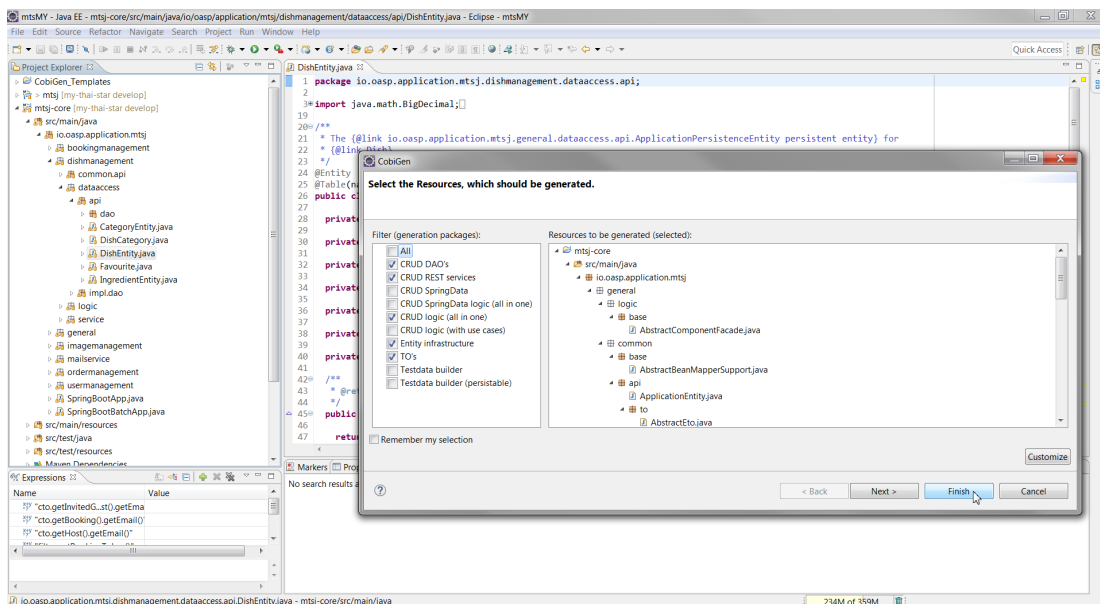 mtsMY - Java EE - mtsj-core/src/main/java/io/oasp/application/mtsj/dishmanagement/dataaccess/api/DishEntity.java - Eclipse - mtsMY
File Edit Source Refactor Navigate Search Project Run Window Help
Quick Access
Project Explorer
CobiGen_Templates
> mtsj [my-thai-star develop]
mtsj-core [my-thai-star develop]
src/main/java
io.oasp.application.mtsj
bookingmanagement
dishmanagement
common.api
dataaccess
api
dao
CategoryEntity.java
DishCategory.java
DishEntity.java
Favourite.java
IngredientEntity.java
impl.dao
logic
service
general
imagemanagement
mailservice
ordermanagement
usermanagement
SpringBootApp.java
SpringBootBatchApp.java
src/main/resources
src/test/java
src/test/resources
Maven Dependencies
Expressions
Name Value
"cto.getInvitedG...st().getEma
"cto.getBooking().getEmail()'
"cto.getHost().getEmail()"
DishEntity.java
1 package io.oasp.application.mtsj.dishmanagement.dataaccess.api;
2
3 import java.math.BigDecimal;
19
20 /**
21 * The {@link io.oasp.application.mtsj.general.dataaccess.api.ApplicationPersistenceEntity persistent entity} for
22 * {@link Dish}
23 */
24 @Entity
25 @Table(na
26 public cl
27
28 private
29
30 private
31
32 private
33
34 private
35
36 private
37
38 private
39
40 private
41
42 /**
43 * @ret
44 */
45 public
46
47 retu
Markers Prop
No search results a
CobiGen
Select the Resources, which should be generated.
Filter (generation packages):
All
CRUD DAO's
CRUD REST services
CRUD SpringData
CRUD SpringData logic (all in one)
CRUD logic (all in one)
CRUD logic (with use cases)
Entity infrastructure
TO's
Testdata builder
Testdata builder (persistable)
Resources to be generated (selected):
mtsj-core
src/main/java
io.oasp.application.mtsj
general
logic
base
AbstractComponentFacade.java
common
base
AbstractBeanMapperSupport.java
api
ApplicationEntity.java
to
AbstractEto.java
Remember my selection
Customize
< Back Next > Finish Cancel
io.oasp.application.mtsj.dishmanagement.dataaccess.api.DishEntity.java - mtsj-core/src/main/java
234M of 359M